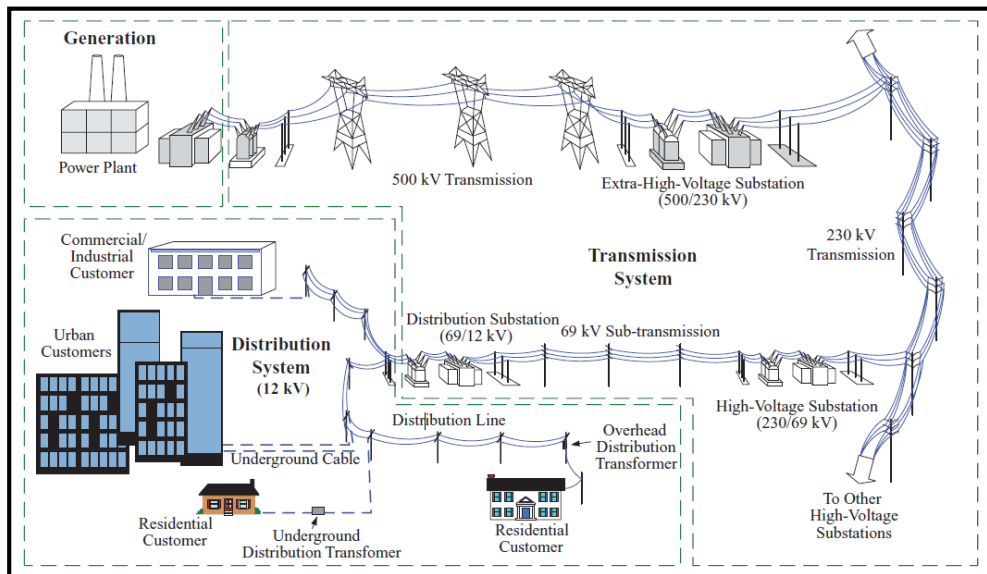 Generation
Power Plant
500 kV Transmission
Extra-High-Voltage Substation
(500/230 kV)
230 kV
Transmission
Transmission
System
Commercial/
Industrial
Customer
Urban
Customers
Distribution
System
(12 kV)
Distribution Substation
(69/12 kV)
69 kV Sub-transmission
High-Voltage Substation
(230/69 kV)
Distribution Line
Overhead
Distribution
Transformer
Underground Cable
Residential
Customer
Underground
Distribution Transfomer
Residential
Customer
To Other
High-Voltage
Substations